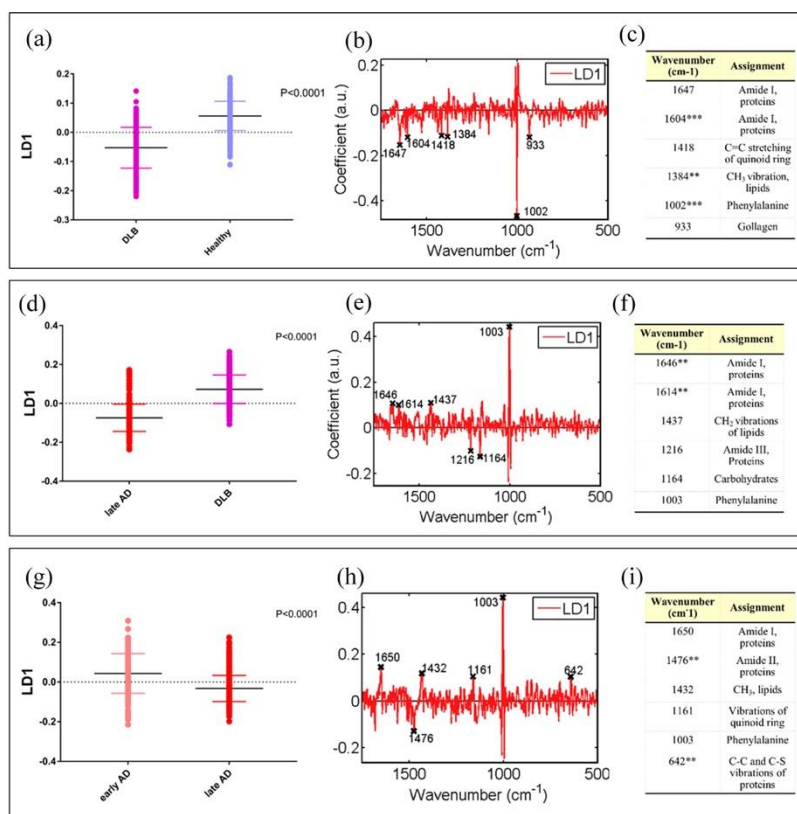 (a)
0.2
0.1
0.0
-0.1
-0.2
-0.3
LD1
P<0.0001
DLB
Healthy
(b)
LD1
0.2
0
-0.2
-0.4
Coefficient (a.u.)
1647
1604
1418
1384
933
1002
1500
1000
500
Wavenumber (cm⁻¹)
(c)
Wavenumber Assignment
(cm-1)
1647 Amide I,
proteins
1604*** Amide I,
proteins
1418 C=C stretching
of quinoid ring
1384** CH₃ vibration,
lipids
1002*** Phenylalanine
933 Gollagen
(d)
0.4
0.2
0.0
-0.2
-0.4
LD1
P<0.0001
late AD
DLB
(e)
LD1
0.4
0.2
0
-0.2
Coefficient (a.u.)
1003
1646
1614
1437
1216
1164
1500
1000
500
Wavenumber (cm⁻¹)
(f)
Wavenumber Assignment
(cm-1)
1646** Amide I,
proteins
1614** Amide I,
proteins
1437 CH₂ vibrations
of lipids
1216 Amide III,
Proteins
1164 Carbohydrates
1003 Phenylalanine
(g)
0.4
0.2
0.0
-0.2
-0.4
LD1
P<0.0001
early AD
late AD
(h)
LD1
0.4
0.2
0
-0.2
Coefficient (a.u.)
1003
1650
1432
1161
642
1476
1500
1000
500
Wavenumber (cm⁻¹)
(i)
Wavenumber Assignment
(cm⁻¹)
1650 Amide I,
proteins
1476** Amide II,
proteins
1432 CH₃, lipids
1161 Vibrations of
quinoid ring
1003 Phenylalanine
642** C-C and C-S
vibrations of
proteins